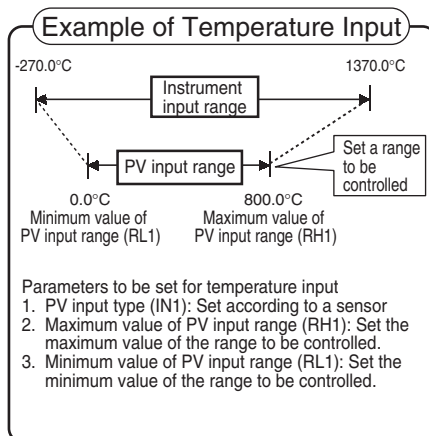 Example of Temperature Input
-270.0°C 1370.0°C
Instrument
input range
PV input range
Set a range
to be
controlled
0.0°C 800.0°C
Minimum value of Maximum value of
PV input range (RL1) PV input range (RH1)
Parameters to be set for temperature input
1. PV input type (IN1): Set according to a sensor
2. Maximum value of PV input range (RH1): Set the
maximum value of the range to be controlled.
3. Minimum value of PV input range (RL1): Set the
minimum value of the range to be controlled.